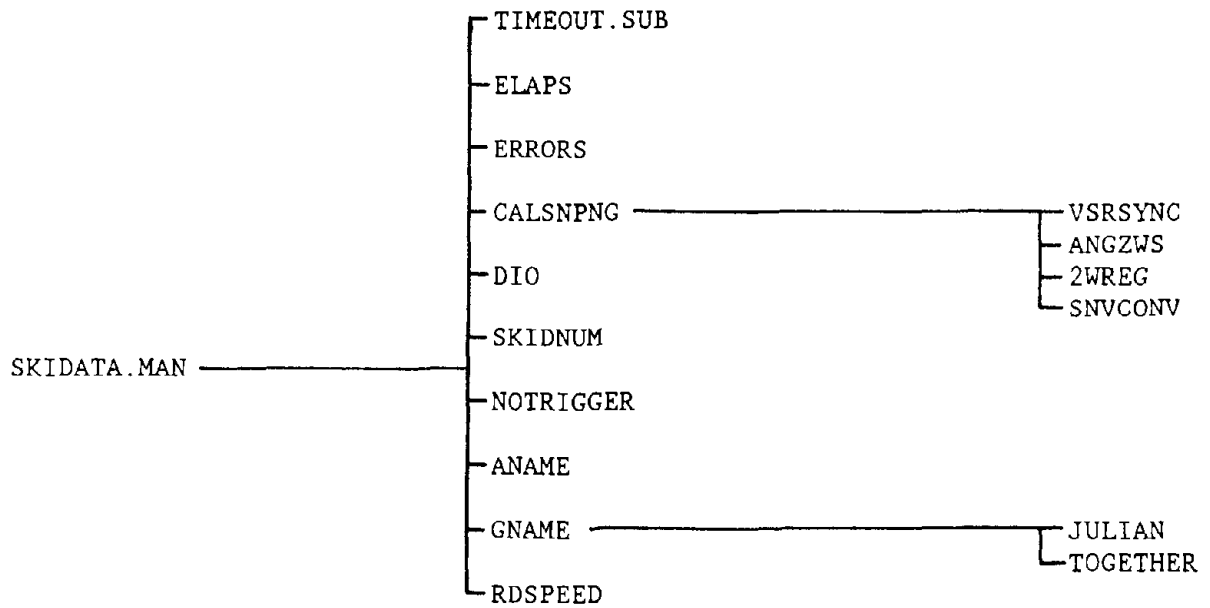 TIMEOUT.SUB
ELAPS
ERRORS
CALSNPNG VSRSYNC
ANGZWS
DIO 2WREG
SNVCONV
SKIDNUM
SKIDATA.MAN
NOTRIGGER
ANAME
GNAME JULIAN
TOGETHER
RDSPEED